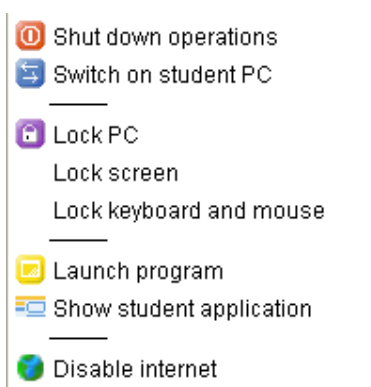 Shut down operations
Switch on student PC
Lock PC
Lock screen
Lock keyboard and mouse
Launch program
Show student application
Disable internet